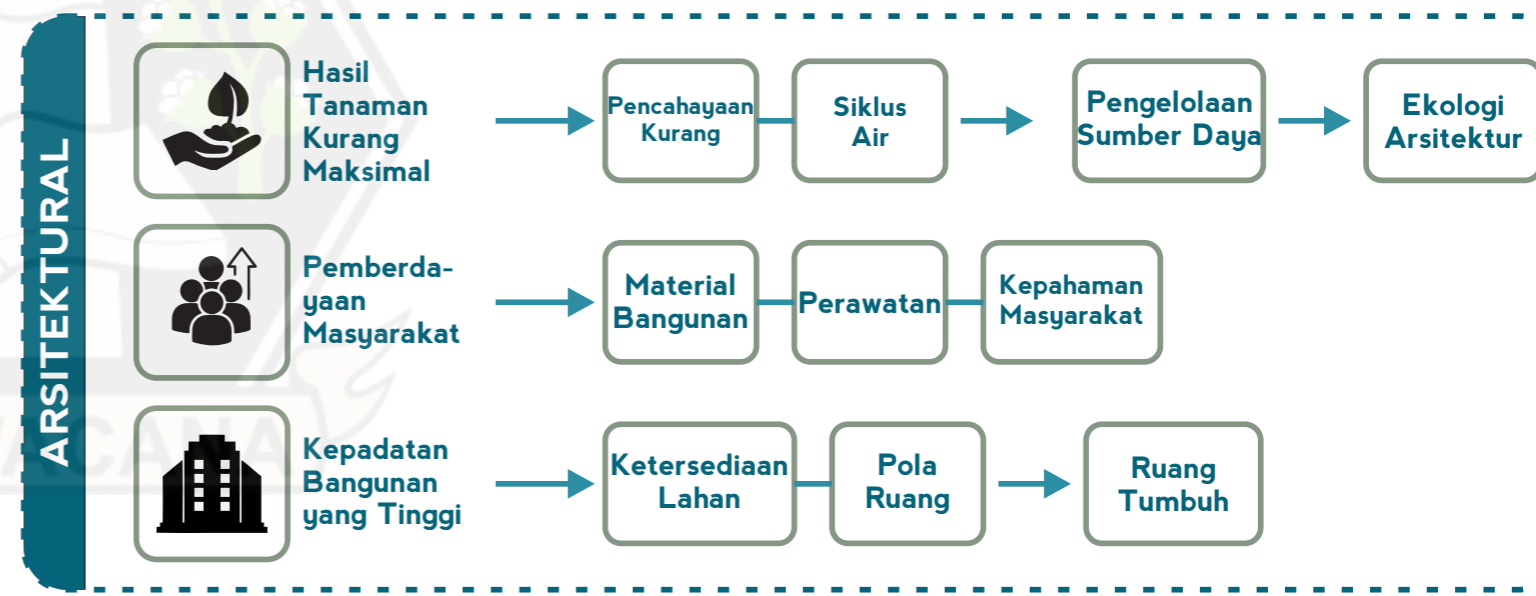 ARSITEKTURAL
Hasil
Tanaman
Kurang
Maksimal
Pencahayaan
Kurang
Siklus
Air
Pengelolaan
Sumber Daya
Ekologi
Arsitektur
Pemberda-
yaan
Masyarakat
Material
Bangunan
Perawatan
Kepahaman
Masyarakat
Kepadatan
Bangunan
yang Tinggi
Ketersediaan
Lahan
Pola
Ruang
Ruang
Tumbuh
WACANA